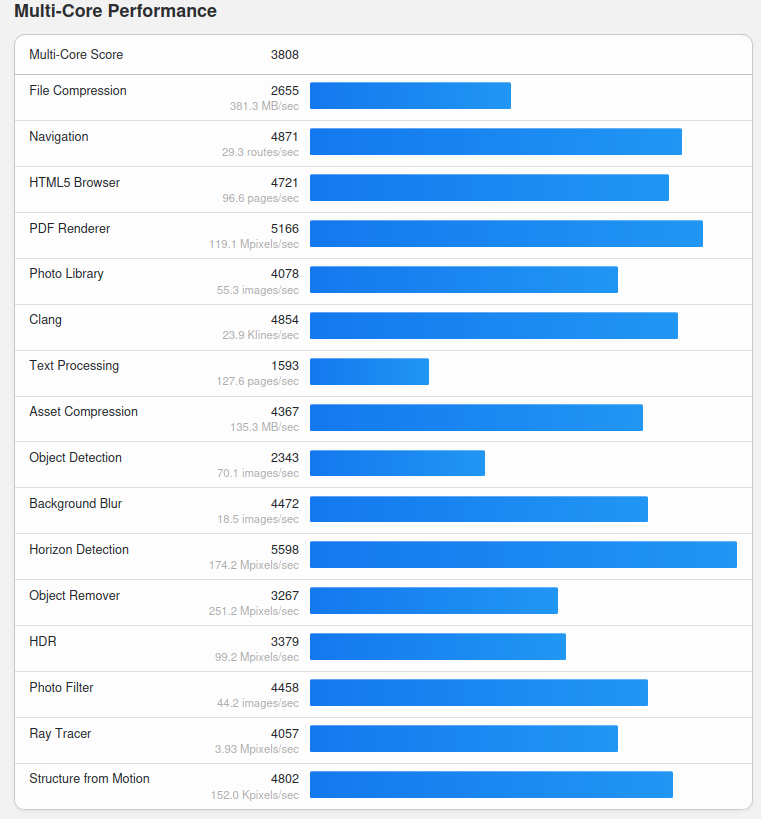 Multi-Core Performance
Multi-Core Score 3808
File Compression 2655
381.3 MB/sec
Navigation 4871
29.3 routes/sec
HTML5 Browser 4721
96.6 pages/sec
PDF Renderer 5166
119.1 Mpixels/sec
Photo Library 4078
55.3 images/sec
Clang 4854
23.9 Klines/sec
Text Processing 1593
127.6 pages/sec
Asset Compression 4367
135.3 MB/sec
Object Detection 2343
70.1 images/sec
Background Blur 4472
18.5 images/sec
Horizon Detection 5598
174.2 Mpixels/sec
Object Remover 3267
251.2 Mpixels/sec
HDR 3379
99.2 Mpixels/sec
Photo Filter 4458
44.2 images/sec
Ray Tracer 4057
3.93 Mpixels/sec
Structure from Motion 4802
152.0 Kpixels/sec